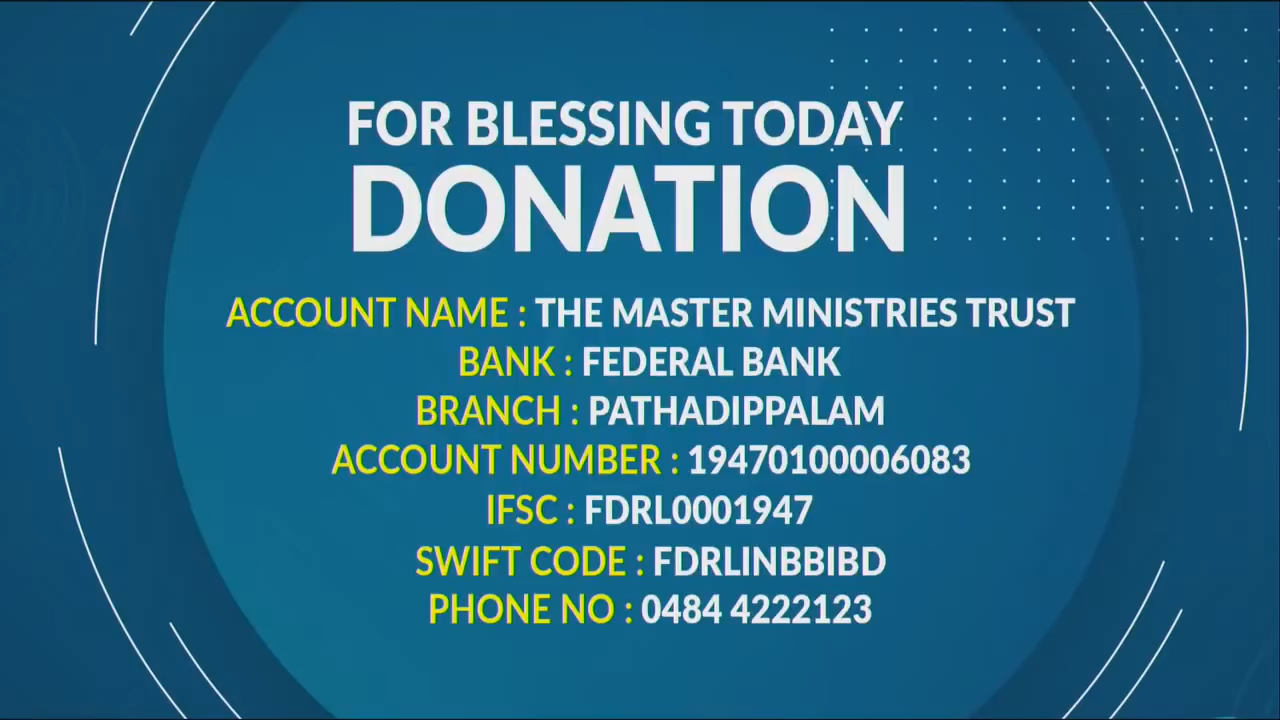 FOR BLESSING TODAY
DONATION
ACCOUNT NAME : THE MASTER MINISTRIES TRUST
BANK : FEDERAL BANK
BRANCH : PATHADIPPALAM
ACCOUNT NUMBER : 19470100006083
IFSC : FDRL0001947
SWIFT CODE : FDRLINBBIBD
PHONE NO : 0484 4222123